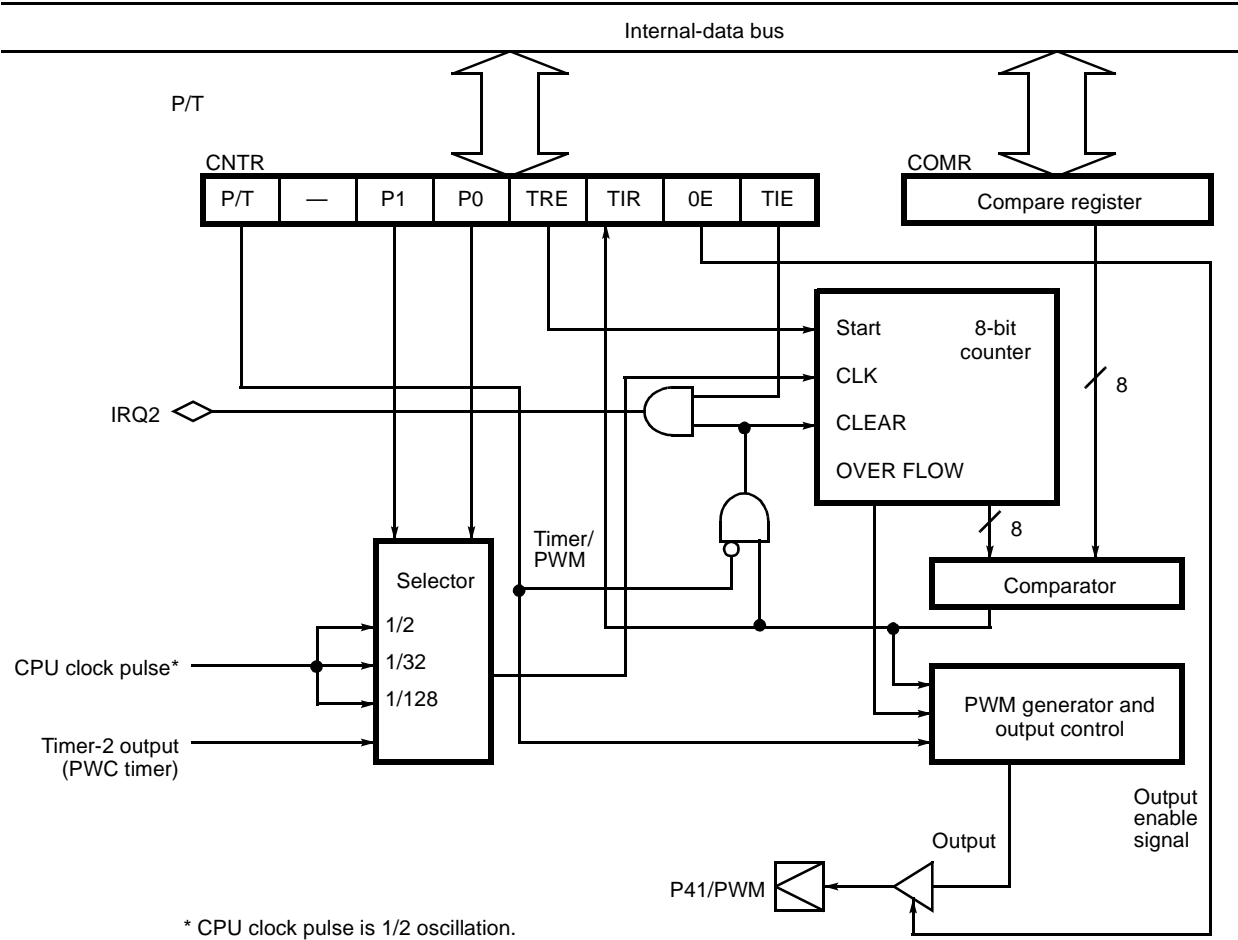 Internal-data bus
P/T
CNTR
COMR
P/T
—
P1
P0
TRE
TIR
0E
TIE
Compare register
Start
8-bit
counter
CLK
CLEAR
OVER FLOW
8
8
IRQ2
Timer/
PWM
Selector
1/2
1/32
1/128
CPU clock pulse*
Timer-2 output
(PWC timer)
Comparator
PWM generator and
output control
Output
enable
signal
Output
P41/PWM
* CPU clock pulse is 1/2 oscillation.